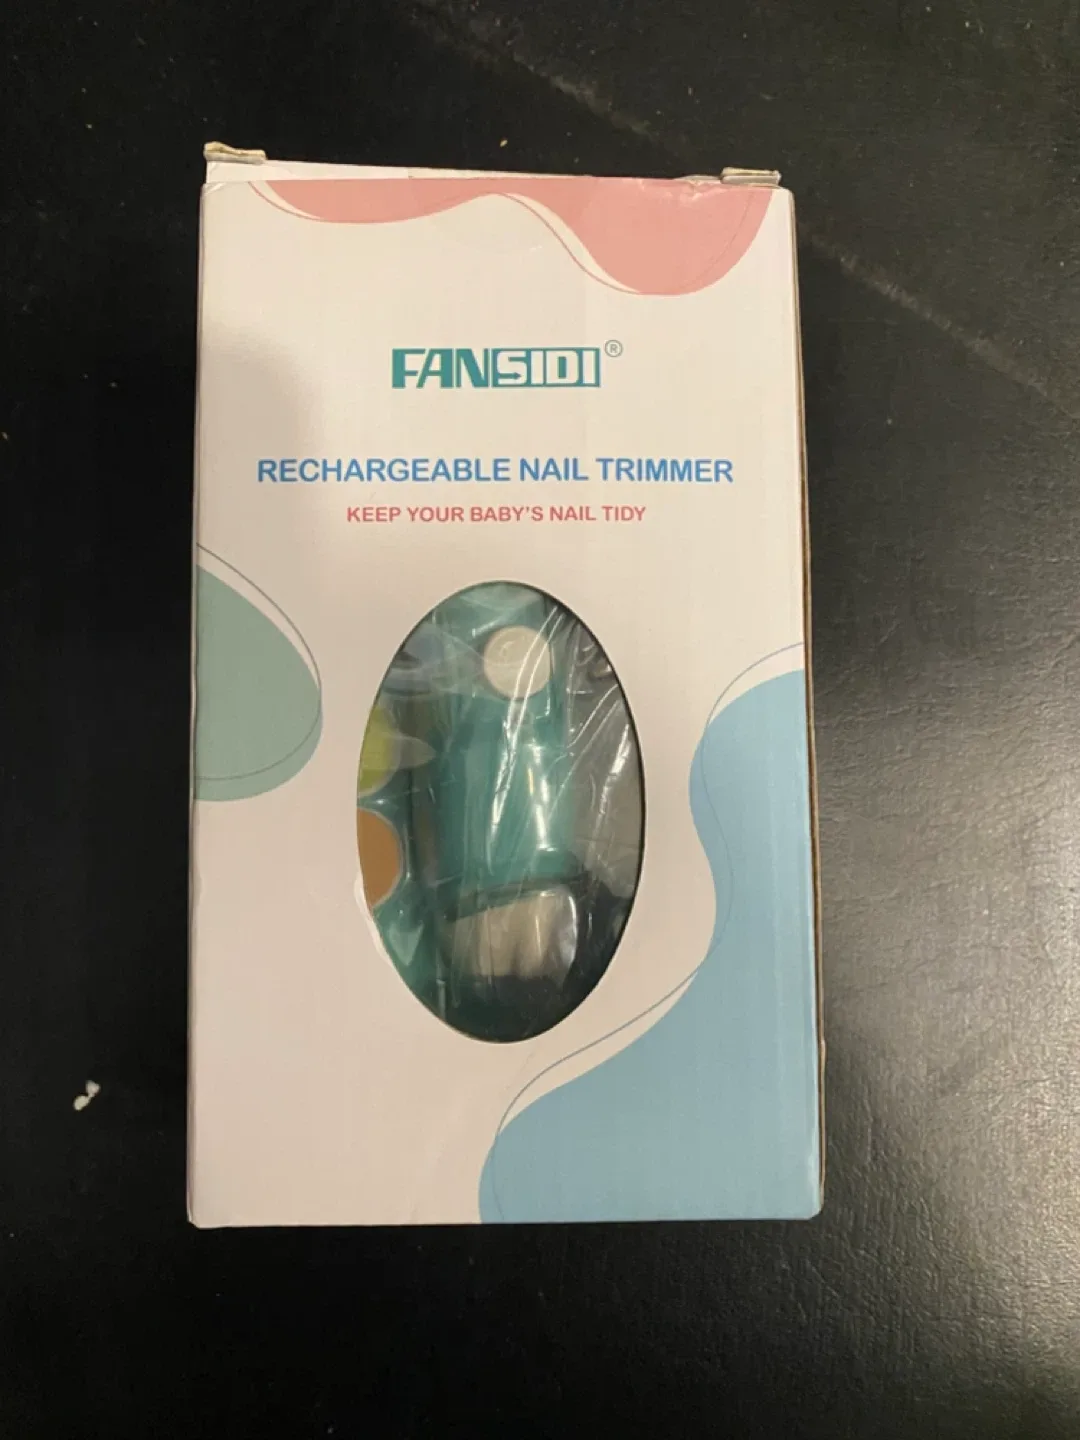 FANSIDI®
RECHARGEABLE NAIL TRIMMER
KEEP YOUR BABY'S NAIL TIDY